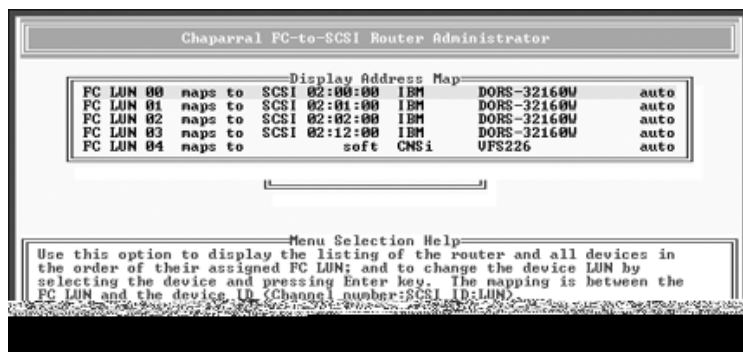 Chaparral FC-to-SCSI Router Administrator
Display Address Map
FC LUN 00 maps to SCSI 02:00:00 IBM DORS-32160W auto
FC LUN 01 maps to SCSI 02:01:00 IBM DORS-32160W auto
FC LUN 02 maps to SCSI 02:02:00 IBM DORS-32160W auto
FC LUN 03 maps to SCSI 02:12:00 IBM DORS-32160W auto
FC LUN 04 maps to soft CNSi VFS226 auto
Menu Selection Help
Use this option to display the listing of the router and all devices in
the order of their assigned FC LUN; and to change the device LUN by
selecting the device and pressing Enter key. The mapping is between the
FC LUN and the device ID (Channel number:SCSI ID:LUN).